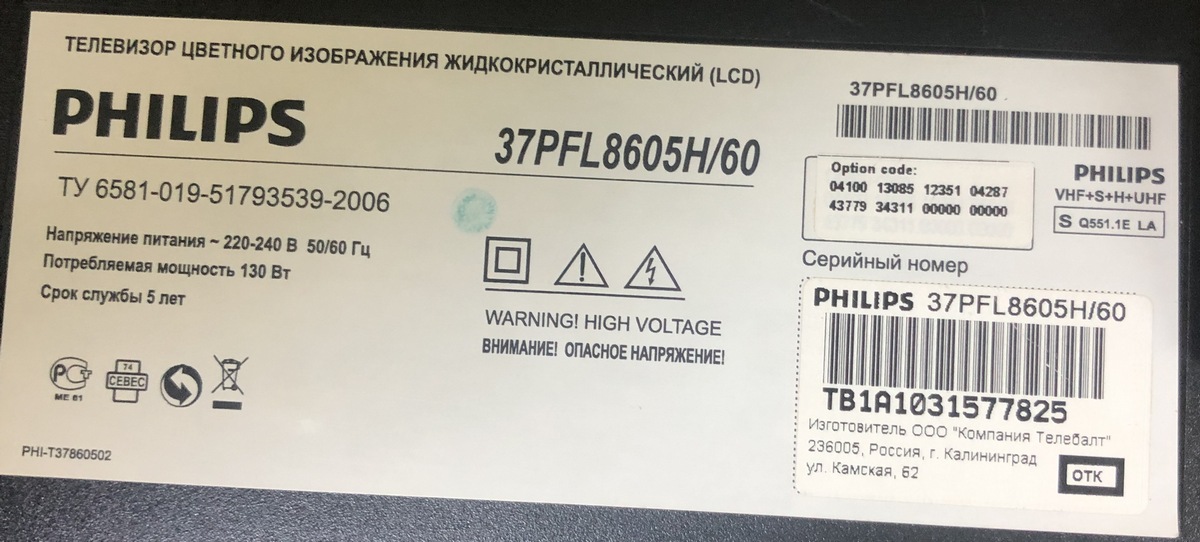 ТЕЛЕВИЗОР ЦВЕТНОГО ИЗОБРАЖЕНИЯ ЖИДКОКРИСТАЛЛИЧЕСКИЙ (LCD)
PHILIPS
37PFL8605H/60
ТУ 6581-019-51793539-2006
Напряжение питания ~ 220-240 В 50/60 Гц
Потребляемая мощность 130 Вт
Срок службы 5 лет
WARNING! HIGH VOLTAGE
ВНИМАНИЕ! ОПАСНОЕ НАПРЯЖЕНИЕ!
РСТ
ME 61
74
СЕВЕС
PHI-T37860502
37PFL8605H/60
Option code:
04100 13085 12351 04287
43779 34311 00000 00000
PHILIPS
VHF+S+H+UHF
S Q551.1E LA
Серийный номер
PHILIPS 37PFL8605H/60
TB1A1031577825
Изготовитель ООО "Компания Телебалт"
236005, Россия, г. Калининград
ул. Камская, 62
ОТК